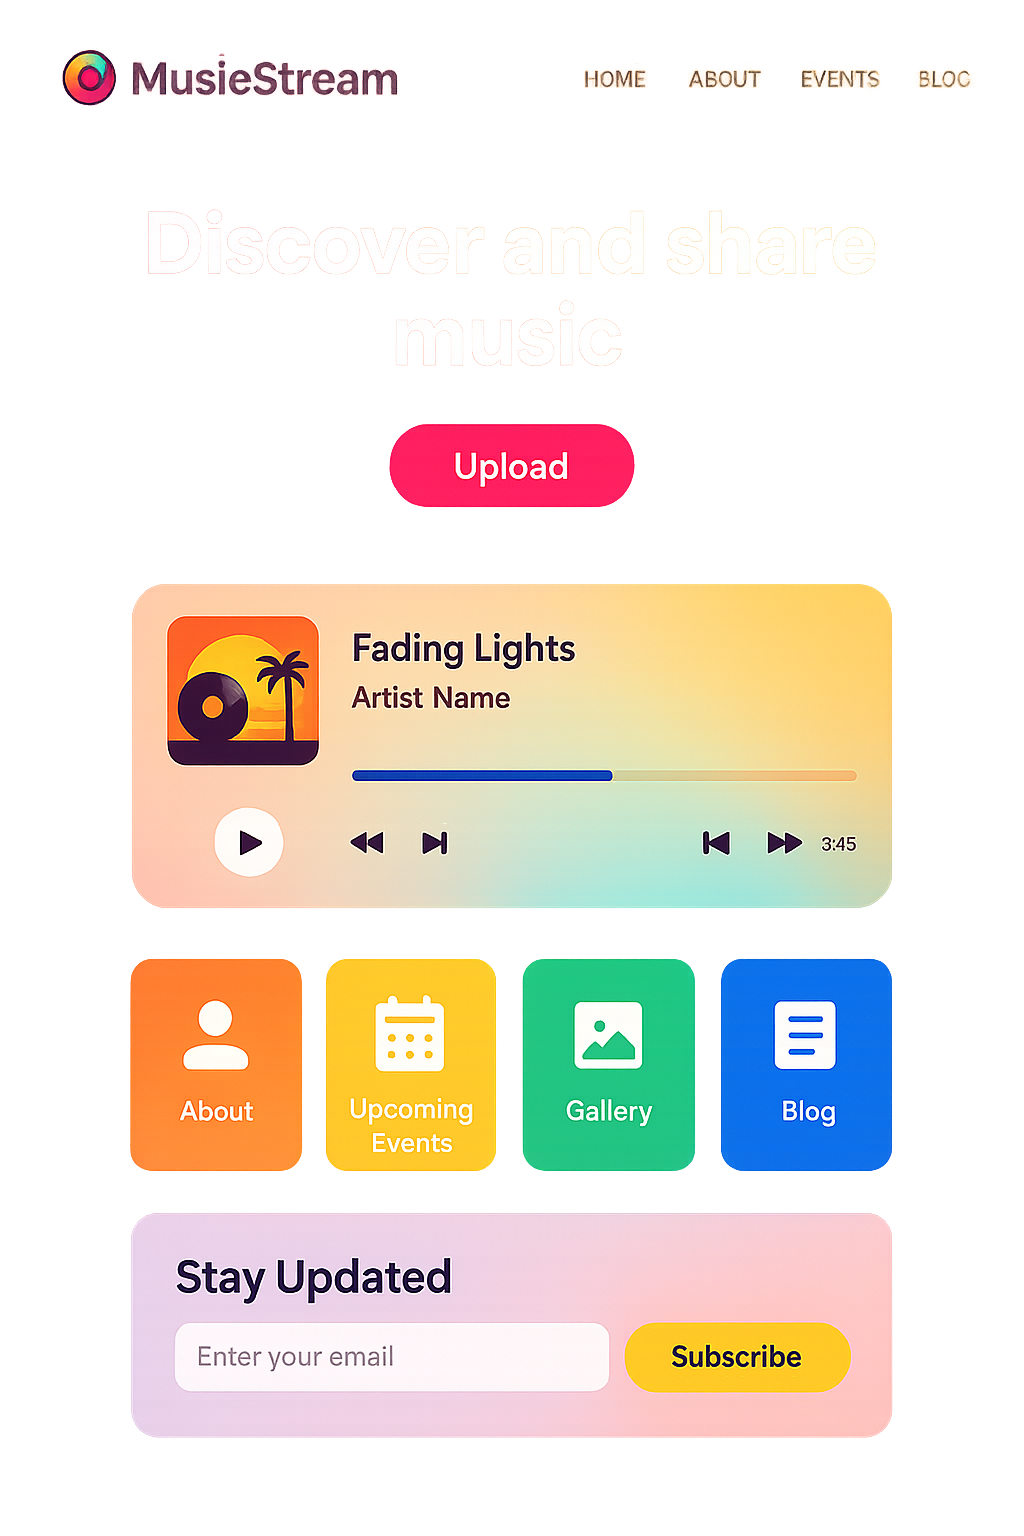 MusieStream
HOME ABOUT EVENTS BLOG
Discover and share
music
Upload
Fading Lights
Artist Name
3:45
About
Upcoming
Events
Gallery
Blog
Stay Updated
Enter your email
Subscribe